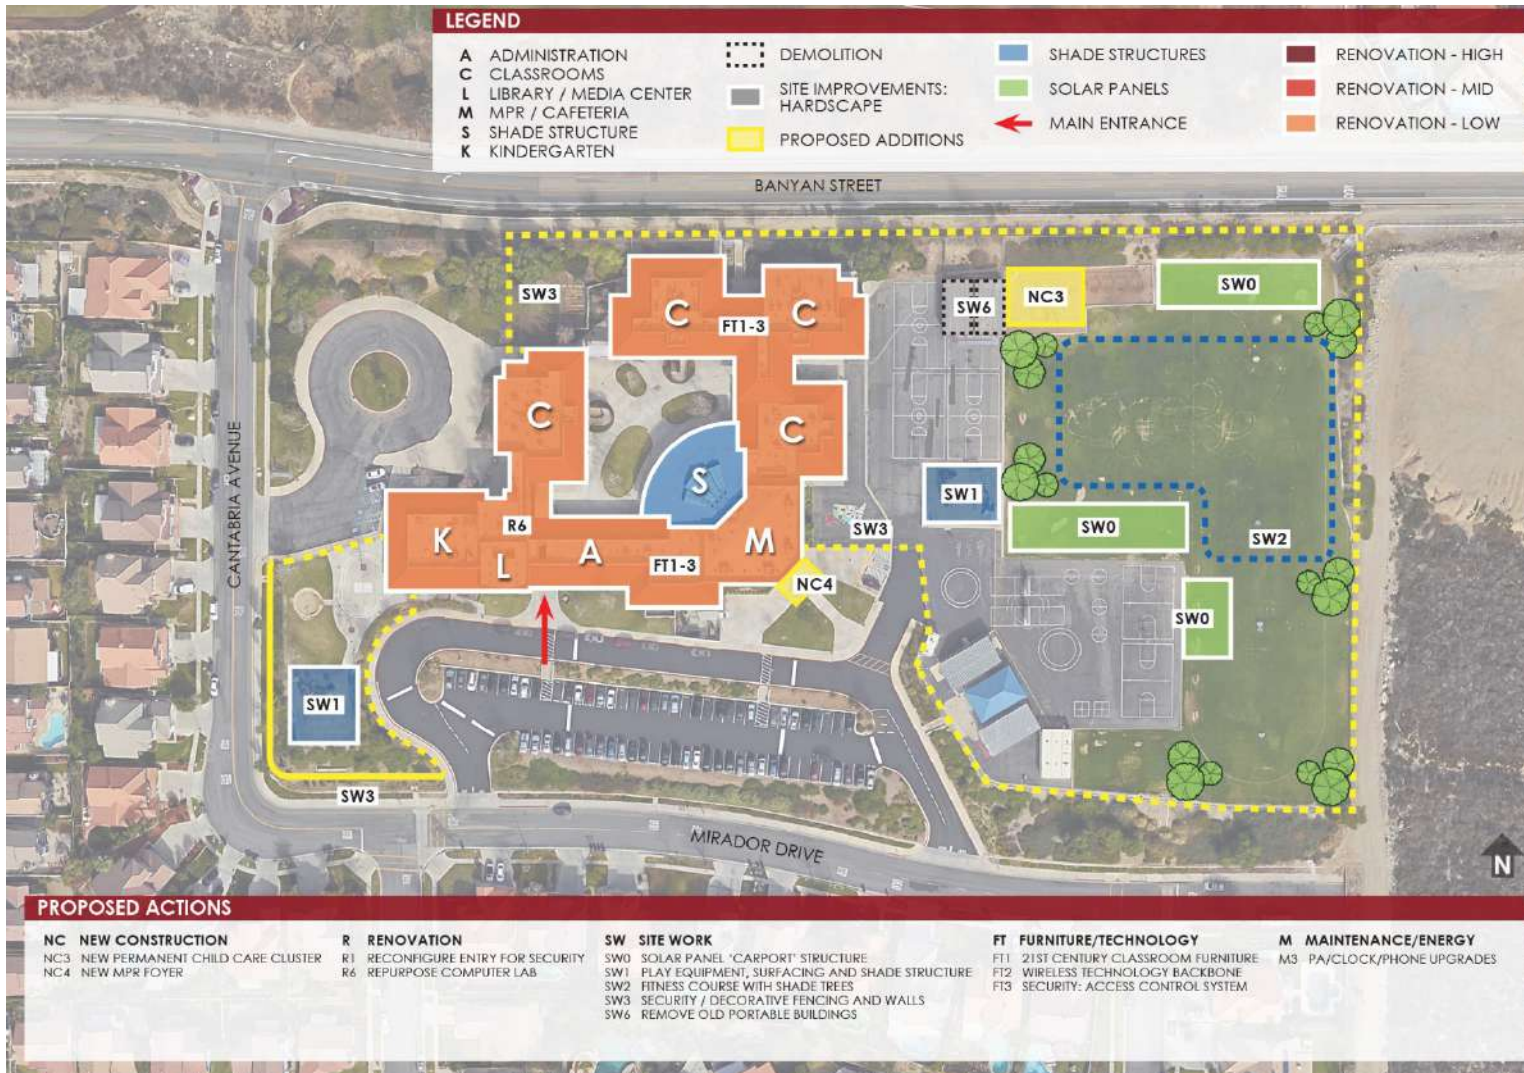 LEGEND
A ADMINISTRATION
C CLASSROOMS
L LIBRARY / MEDIA CENTER
M MPR / CAFETERIA
S SHADE STRUCTURE
K KINDERGARTEN
DEMOLITION
SITE IMPROVEMENTS:
HARDSCAPE
PROPOSED ADDITIONS
SHADE STRUCTURES
SOLAR PANELS
MAIN ENTRANCE
RENOVATION - HIGH
RENOVATION - MID
RENOVATION - LOW
BANYAN STREET
SW3
C
FT1-3
C
SW6
NC3
SW0
CANTABRIA AVENUE
C
C
S
SW1
SW0
SW2
K
R6
L
A
FT1-3
M
SW3
NC4
SW0
SW1
SW3
MIRADOR DRIVE
N
PROPOSED ACTIONS
NC NEW CONSTRUCTION
NC3 NEW PERMANENT CHILD CARE CLUSTER
NC4 NEW MPR FOYER
R RENOVATION
R1 RECONFIGURE ENTRY FOR SECURITY
R6 REPURPOSE COMPUTER LAB
SW SITE WORK
SW0 SOLAR PANEL 'CARPORT' STRUCTURE
SW1 PLAY EQUIPMENT, SURFACING AND SHADE STRUCTURE
SW2 FITNESS COURSE WITH SHADE TREES
SW3 SECURITY / DECORATIVE FENCING AND WALLS
SW6 REMOVE OLD PORTABLE BUILDINGS
FT FURNITURE/TECHNOLOGY
FT1 21ST CENTURY CLASSROOM FURNITURE
FT2 WIRELESS TECHNOLOGY BACKBONE
FT3 SECURITY: ACCESS CONTROL SYSTEM
M MAINTENANCE/ENERGY
M3 PA/CLOCK/PHONE UPGRADES